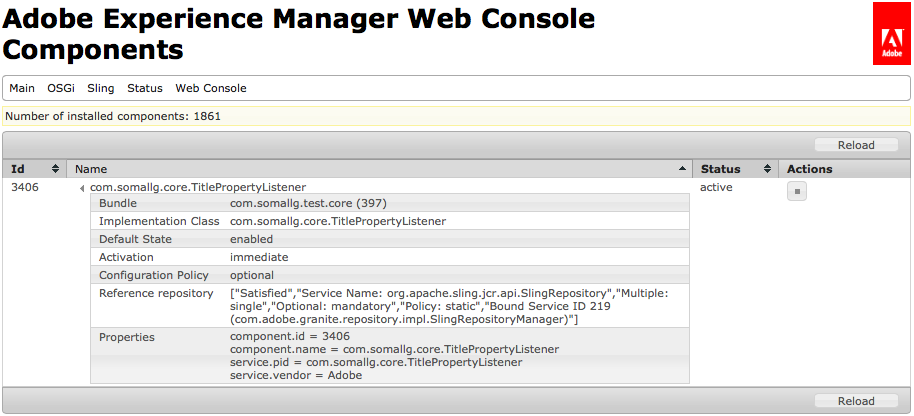 Adobe Experience Manager Web Console
Components
Adobe
Main OSGi Sling Status Web Console
Number of installed components: 1861
Reload
Id Name Status Actions
3406 com.somallg.core.TitlePropertyListener active
Bundle com.somallg.test.core (397)
Implementation Class com.somallg.core.TitlePropertyListener
Default State enabled
Activation immediate
Configuration Policy optional
Reference repository ["Satisfied","Service Name: org.apache.sling.jcr.api.SlingRepository","Multiple:
single","Optional: mandatory","Policy: static","Bound Service ID 219
(com.adobe.granite.repository.impl.SlingRepositoryManager)"]
Properties component.id = 3406
component.name = com.somallg.core.TitlePropertyListener
service.pid = com.somallg.core.TitlePropertyListener
service.vendor = Adobe
Reload